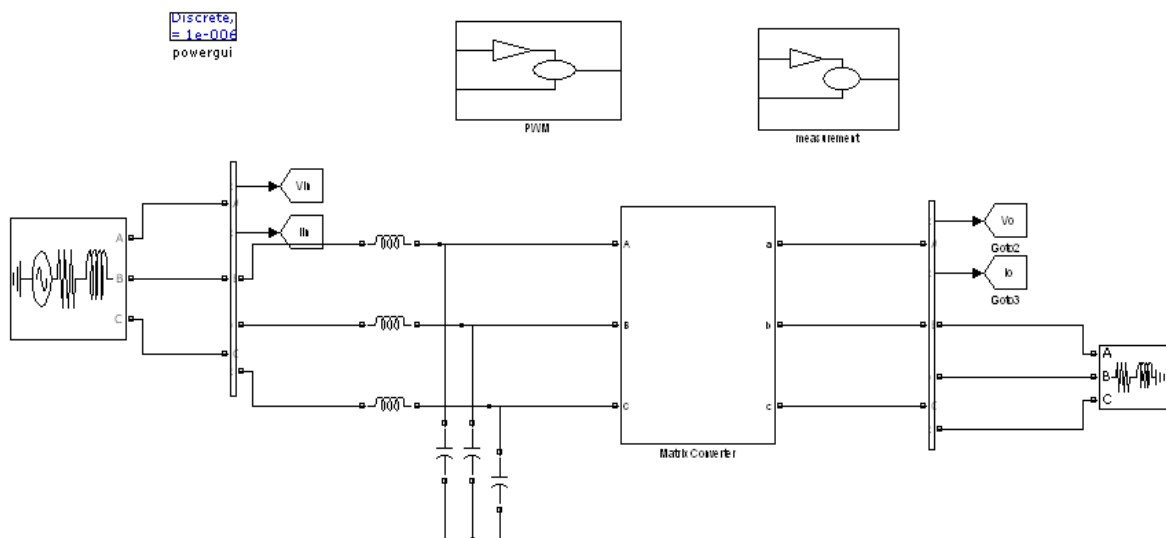 Discrete,
= 1e-006
powergui
PWM
measurement
Vin
Iin
A
B
C
A
B
C
Matrix Converter
a
b
c
Vo
Goto2
Io
Goto3
A
B
C